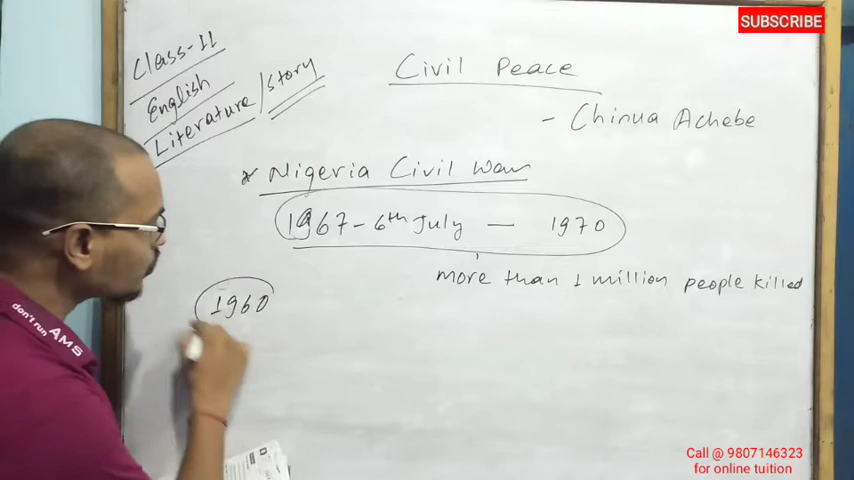 SUBSCRIBE
Class-11
English
Literature/story
Civil Peace
- Chinua Achebe
* Nigeria Civil War
1967-6th July — 1970
more than 1 million people killed
1960
don't run
AMS
Call @ 9807146323
for online tuition